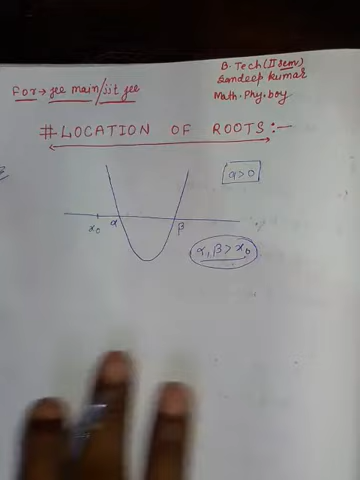 B. Tech (II sem)
Sandeep kumar
Math. Phy. boy
For → jee main/iit jee
# LOCATION OF ROOTS :-
a>0
x₀ α β
α, β > x₀